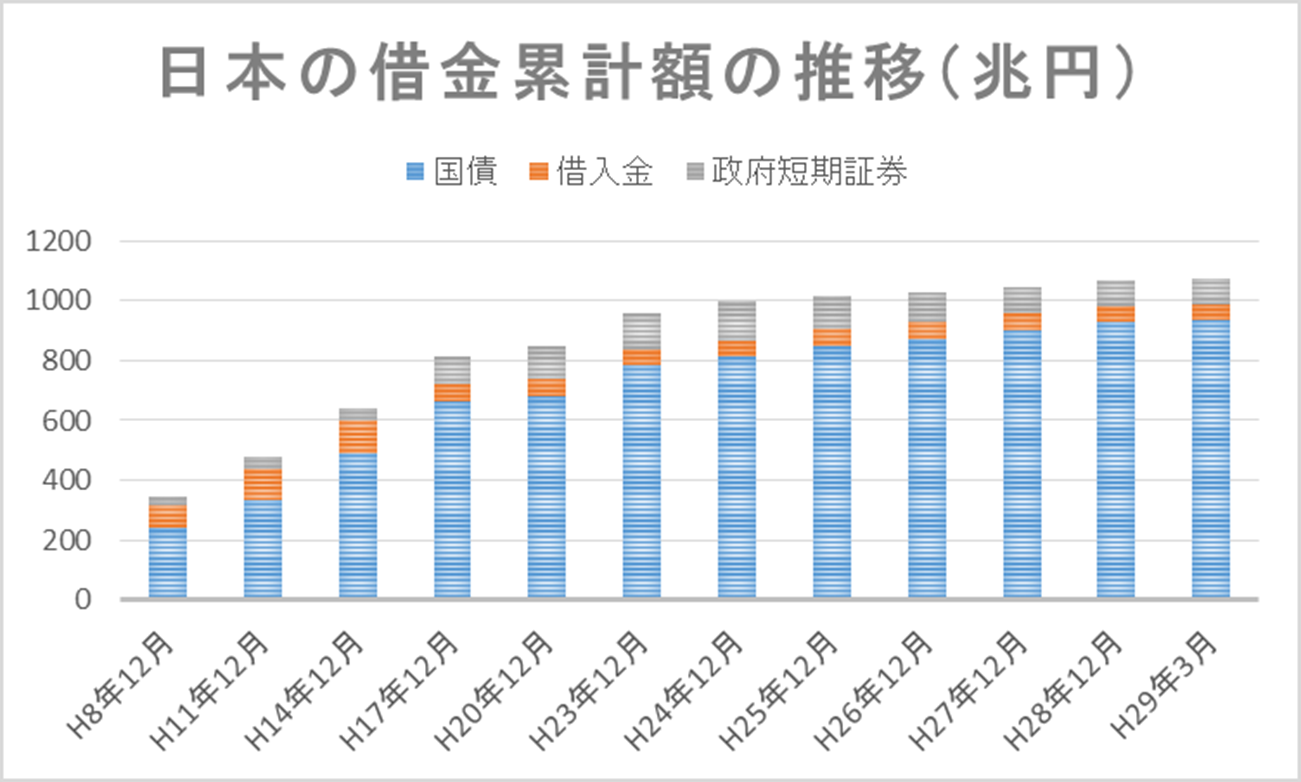 日本の借金累計額の推移(兆円)
国債 借入金 政府短期証券
1200
1000
800
600
400
200
0
H8年12月
H11年12月
H14年12月
H17年12月
H20年12月
H23年12月
H24年12月
H25年12月
H26年12月
H27年12月
H28年12月
H29年3月